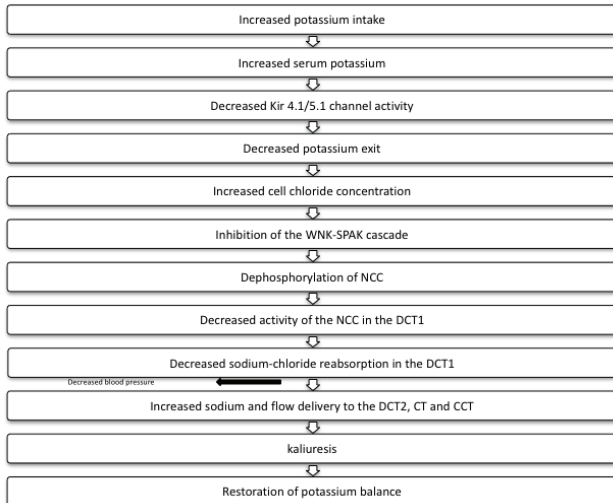 Increased potassium intake
Increased serum potassium
Decreased Kir 4.1/5.1 channel activity
Decreased potassium exit
Increased cell chloride concentration
Inhibition of the WNK-SPAK cascade
Dephosphorylation of NCC
Decreased activity of the NCC in the DCT1
Decreased sodium-chloride reabsorption in the DCT1
Decreased blood pressure
Increased sodium and flow delivery to the DCT2, CT and CCT
kaliuresis
Restoration of potassium balance